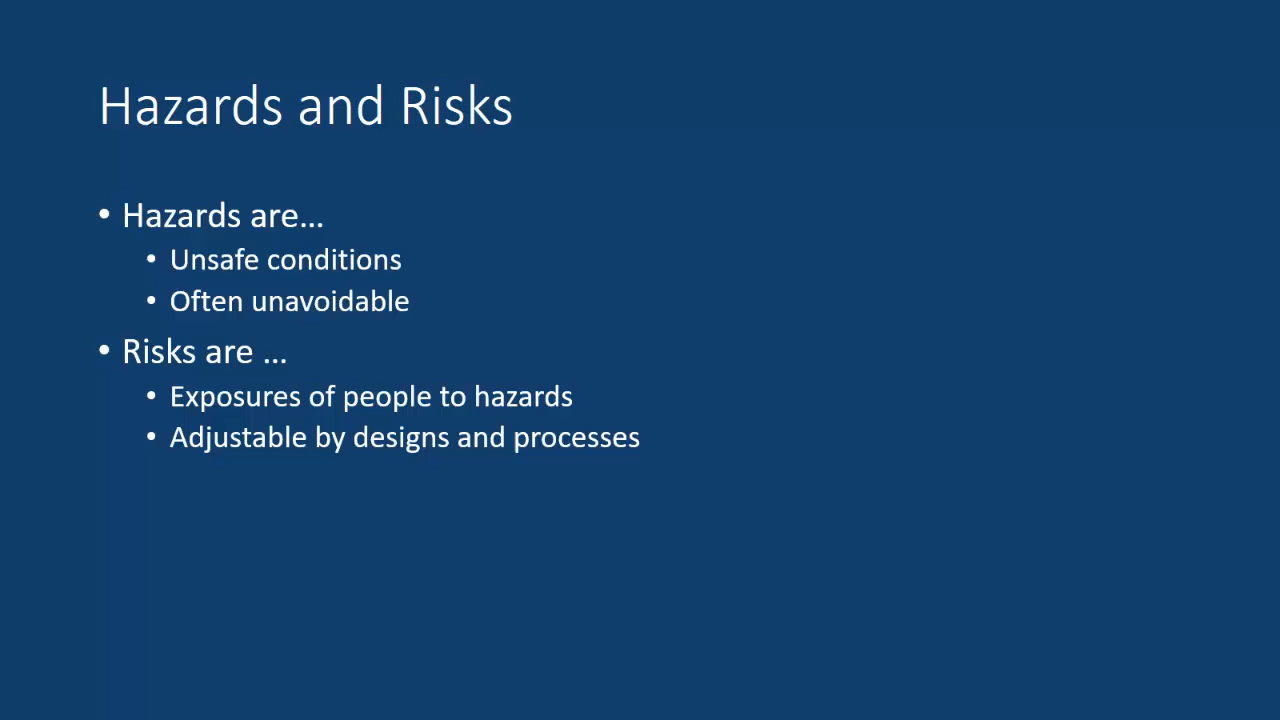 Hazards and Risks
• Hazards are...
• Unsafe conditions
• Often unavoidable
• Risks are ...
• Exposures of people to hazards
• Adjustable by designs and processes